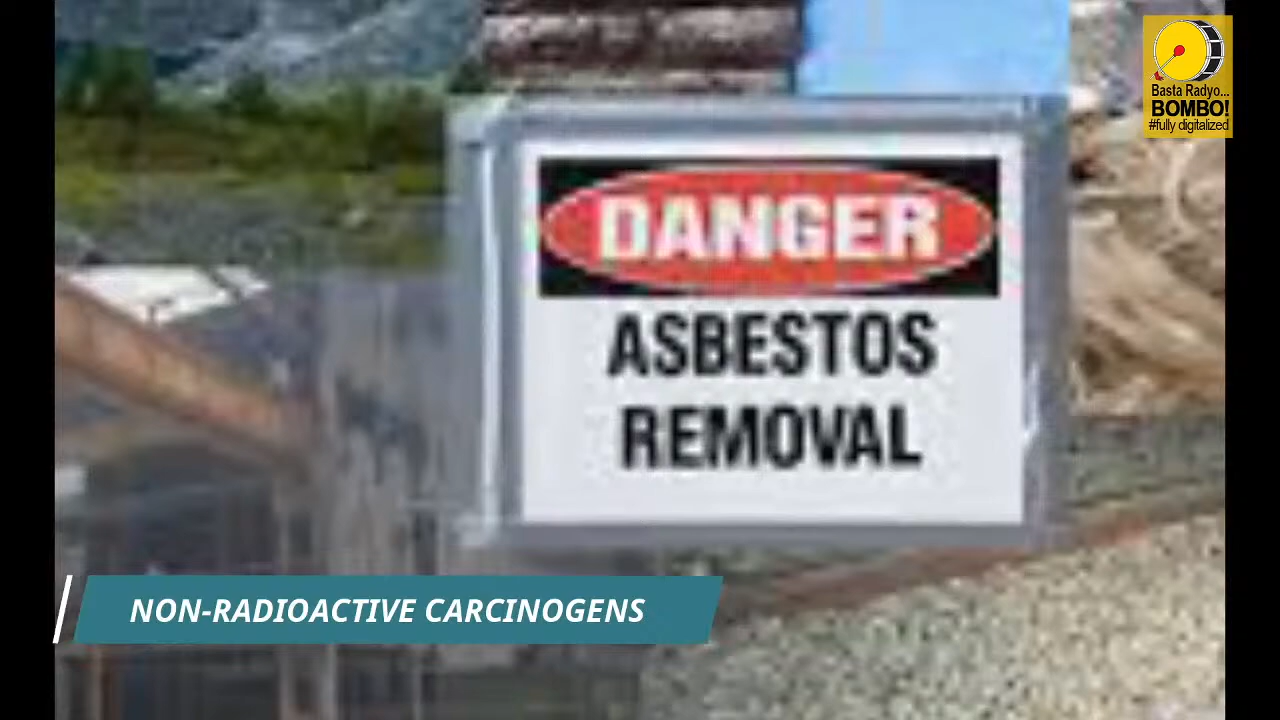 Basta Radyo...
BOMBO!
#fully digitalized
DANGER
ASBESTOS
REMOVAL
NON-RADIOACTIVE CARCINOGENS